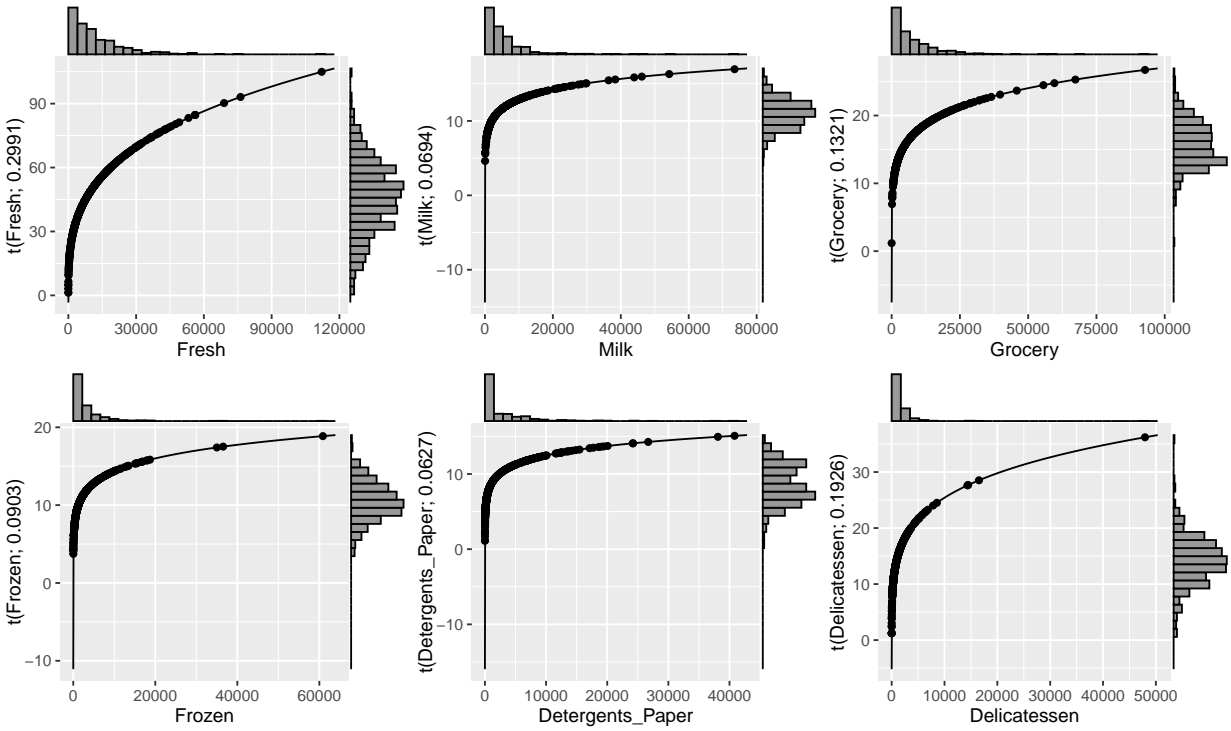 t(Fresh; 0.2991)
90
60
30
0
0 30000 60000 90000 120000
Fresh
t(Milk; 0.0694)
10
0
−10
0 20000 40000 60000 80000
Milk
t(Grocery; 0.1321)
20
10
0
0 25000 50000 75000 100000
Grocery
t(Frozen; 0.0903)
20
10
0
−10
0 20000 40000 60000
Frozen
t(Detergents_Paper; 0.0627)
10
0
−10
0 10000 20000 30000 40000
Detergents_Paper
t(Delicatessen; 0.1926)
30
20
10
0
0 10000 20000 30000 40000 50000
Delicatessen